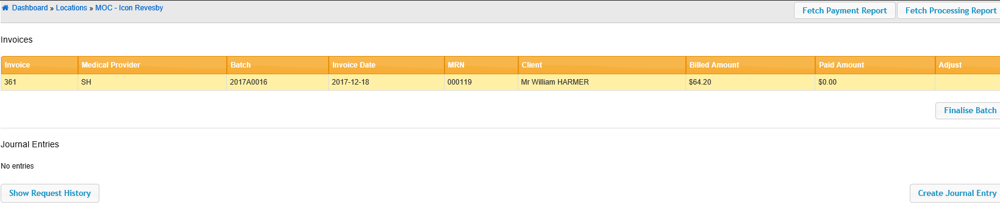 Dashboard » Locations » MOC - Icon Revesby
Fetch Payment Report Fetch Processing Report
Invoices
Invoice Medical Provider Batch Invoice Date MRN Client Billed Amount Paid Amount Adjust
361 SH 2017A0016 2017-12-18 000119 Mr William HARMER $64.20 $0.00
Finalise Batch
Journal Entries
No entries
Show Request History Create Journal Entry